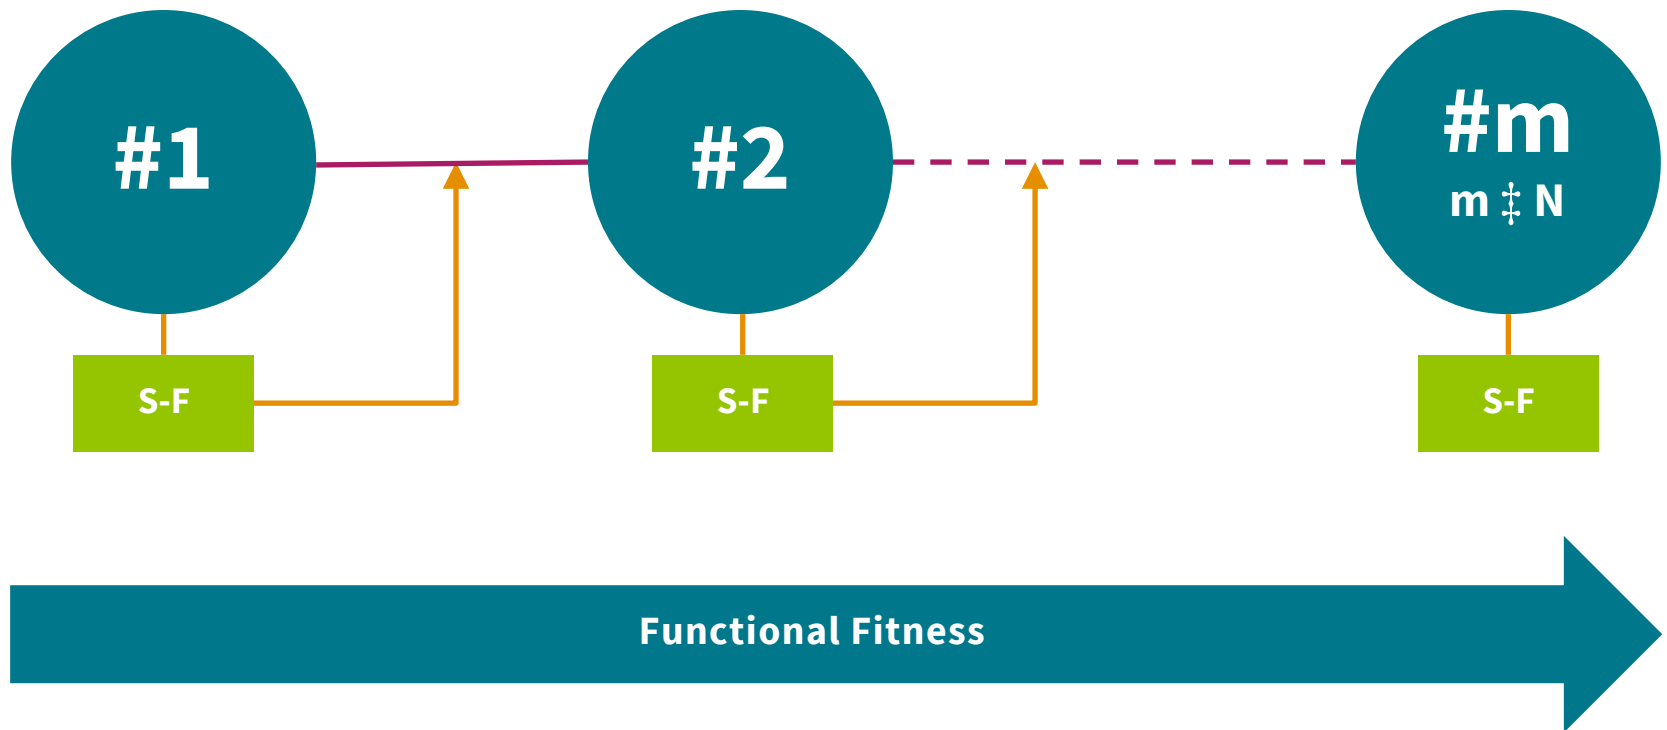 #1
#2
#m
m ⁑ N
S-F
S-F
S-F
Functional Fitness